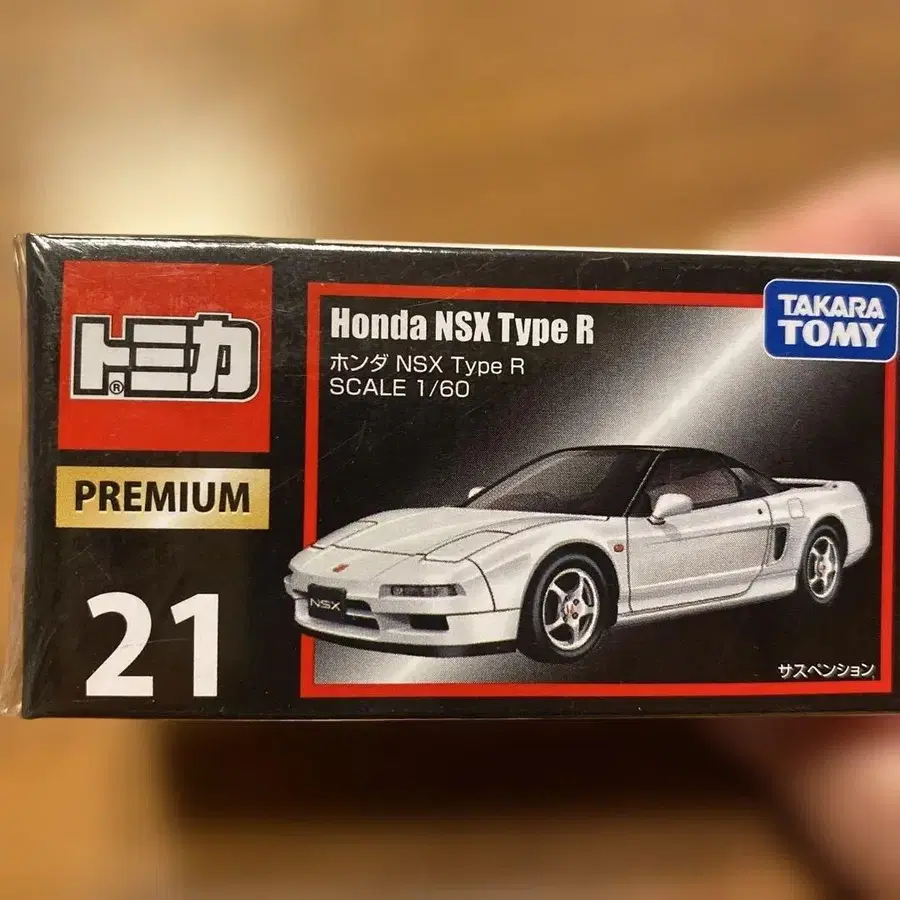 トミカ®
PREMIUM
21
Honda NSX Type R
ホンダ NSX Type R
SCALE 1/60
TAKARA
TOMY
NSX
サスペンション